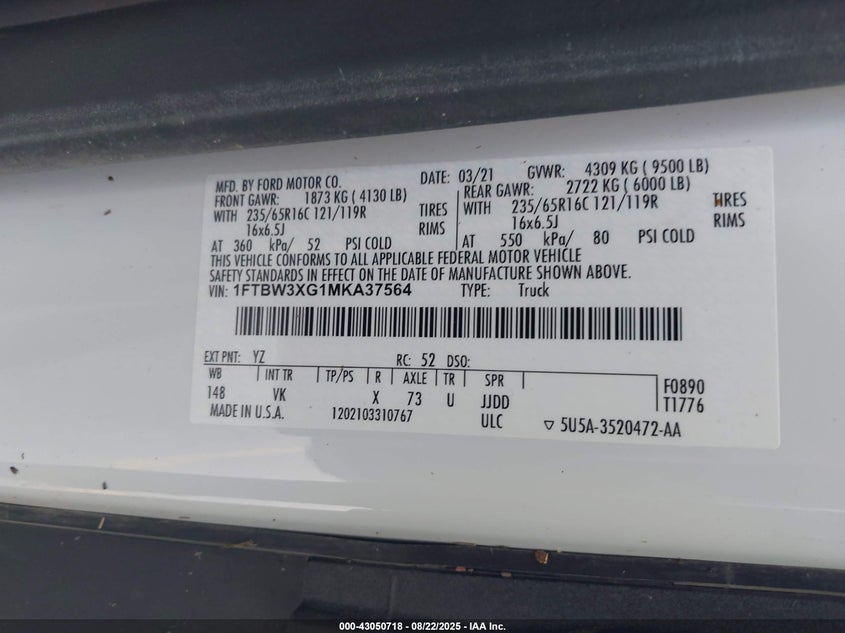 MFD. BY FORD MOTOR CO. DATE: 03/21 GVWR: 4309 KG ( 9500 LB)
FRONT GAWR: 1873 KG ( 4130 LB) REAR GAWR: 2722 KG ( 6000 LB)
WITH 235/65R16C 121/119R TIRES WITH 235/65R16C 121/119R TIRES
16x6.5J RIMS 16x6.5J RIMS
AT 360 kPa/ 52 PSI COLD AT 550 kPa/ 80 PSI COLD
THIS VEHICLE CONFORMS TO ALL APPLICABLE FEDERAL MOTOR VEHICLE
SAFETY STANDARDS IN EFFECT ON THE DATE OF MANUFACTURE SHOWN ABOVE.
VIN: 1FTBW3XG1MKA37564 TYPE: Truck
EXT PNT: YZ RC: 52 DSO:
WB INT TR TP/PS R AXLE TR SPR F0890
148 VK X 73 U JJDD T1776
MADE IN U.S.A. 1202103310767 ULC ▽ 5U5A-3520472-AA
000-43050718 - 08/22/2025 - IAA Inc.